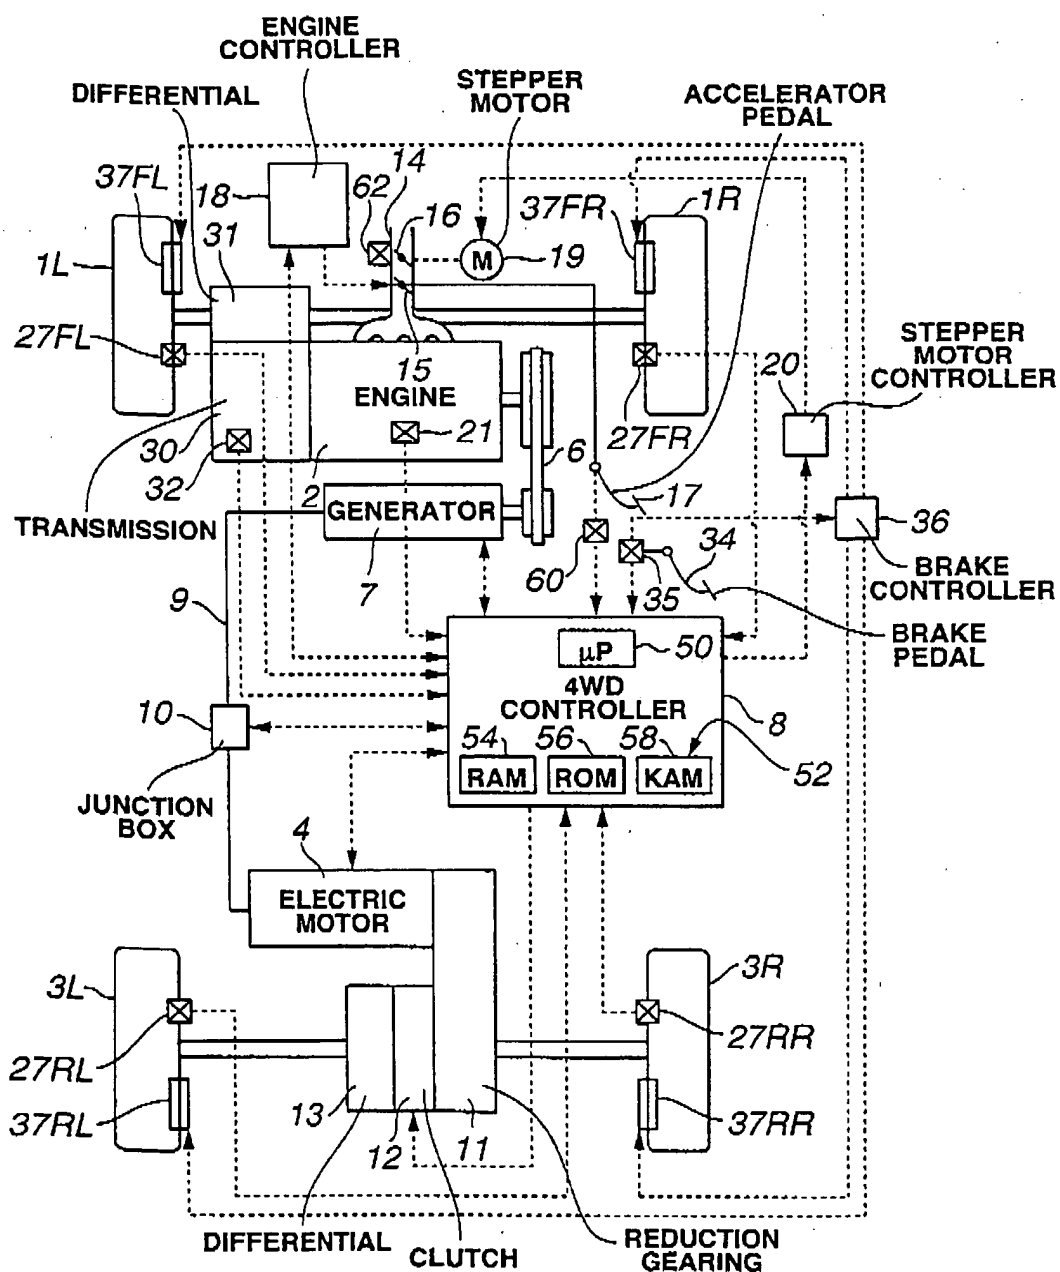 ENGINE
CONTROLLER
DIFFERENTIAL
STEPPER
MOTOR
ACCELERATOR
PEDAL
37FL
18
62
14
16
37FR
1R
31
M
19
1L
27FL
15
ENGINE
STEPPER
MOTOR
CONTROLLER
20
21
27FR
30
32
2
6
17
TRANSMISSION
GENERATOR
36
7
60
34
35
BRAKE
CONTROLLER
9
BRAKE
PEDAL
μP
50
4WD
CONTROLLER
8
10
54
56
58
52
RAM
ROM
KAM
JUNCTION
BOX
4
ELECTRIC
MOTOR
3L
3R
27RL
27RR
37RL
13
12
11
37RR
DIFFERENTIAL
CLUTCH
REDUCTION
GEARING